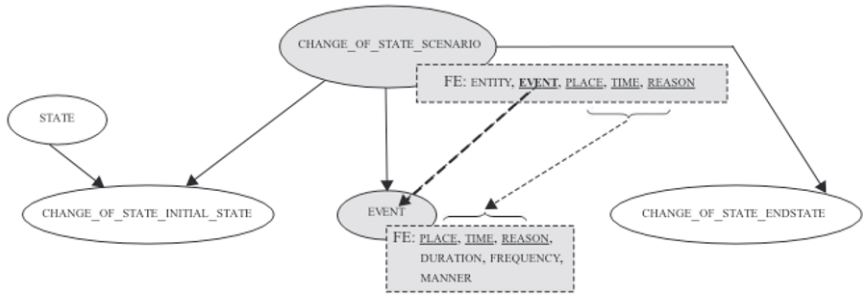 CHANGE_OF_STATE_SCENARIO
FE: ENTITY, EVENT, PLACE, TIME, REASON
STATE
CHANGE_OF_STATE_INITIAL_STATE
EVENT
CHANGE_OF_STATE_ENDSTATE
FE: PLACE, TIME, REASON,
DURATION, FREQUENCY,
MANNER